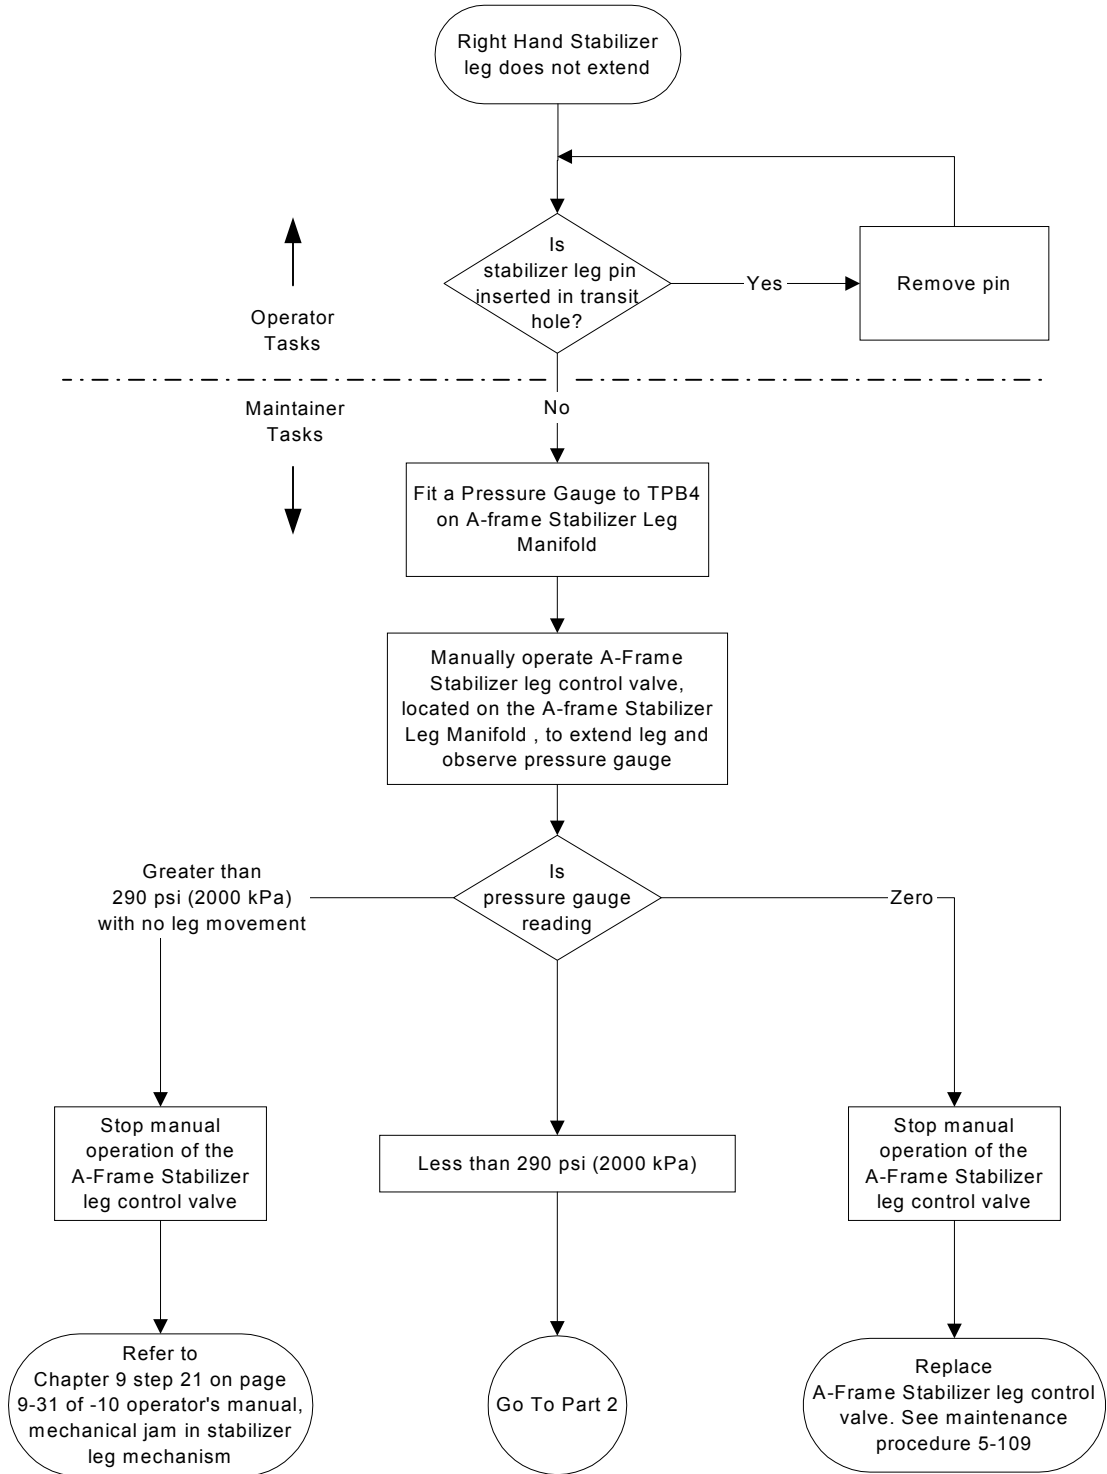 Right Hand Stabilizer
leg does not extend
Is
stabilizer leg pin
inserted in transit
hole?
Yes
Remove pin
Operator
Tasks
Maintainer
Tasks
No
Fit a Pressure Gauge to TPB4
on A-frame Stabilizer Leg
Manifold
Manually operate A-Frame
Stabilizer leg control valve,
located on the A-frame Stabilizer
Leg Manifold , to extend leg and
observe pressure gauge
Is
pressure gauge
reading
Greater than
290 psi (2000 kPa)
with no leg movement
Zero
Stop manual
operation of the
A-Frame Stabilizer
leg control valve
Less than 290 psi (2000 kPa)
Stop manual
operation of the
A-Frame Stabilizer
leg control valve
Refer to
Chapter 9 step 21 on page
9-31 of -10 operator's manual,
mechanical jam in stabilizer
leg mechanism
Go To Part 2
Replace
A-Frame Stabilizer leg control
valve. See maintenance
procedure 5-109